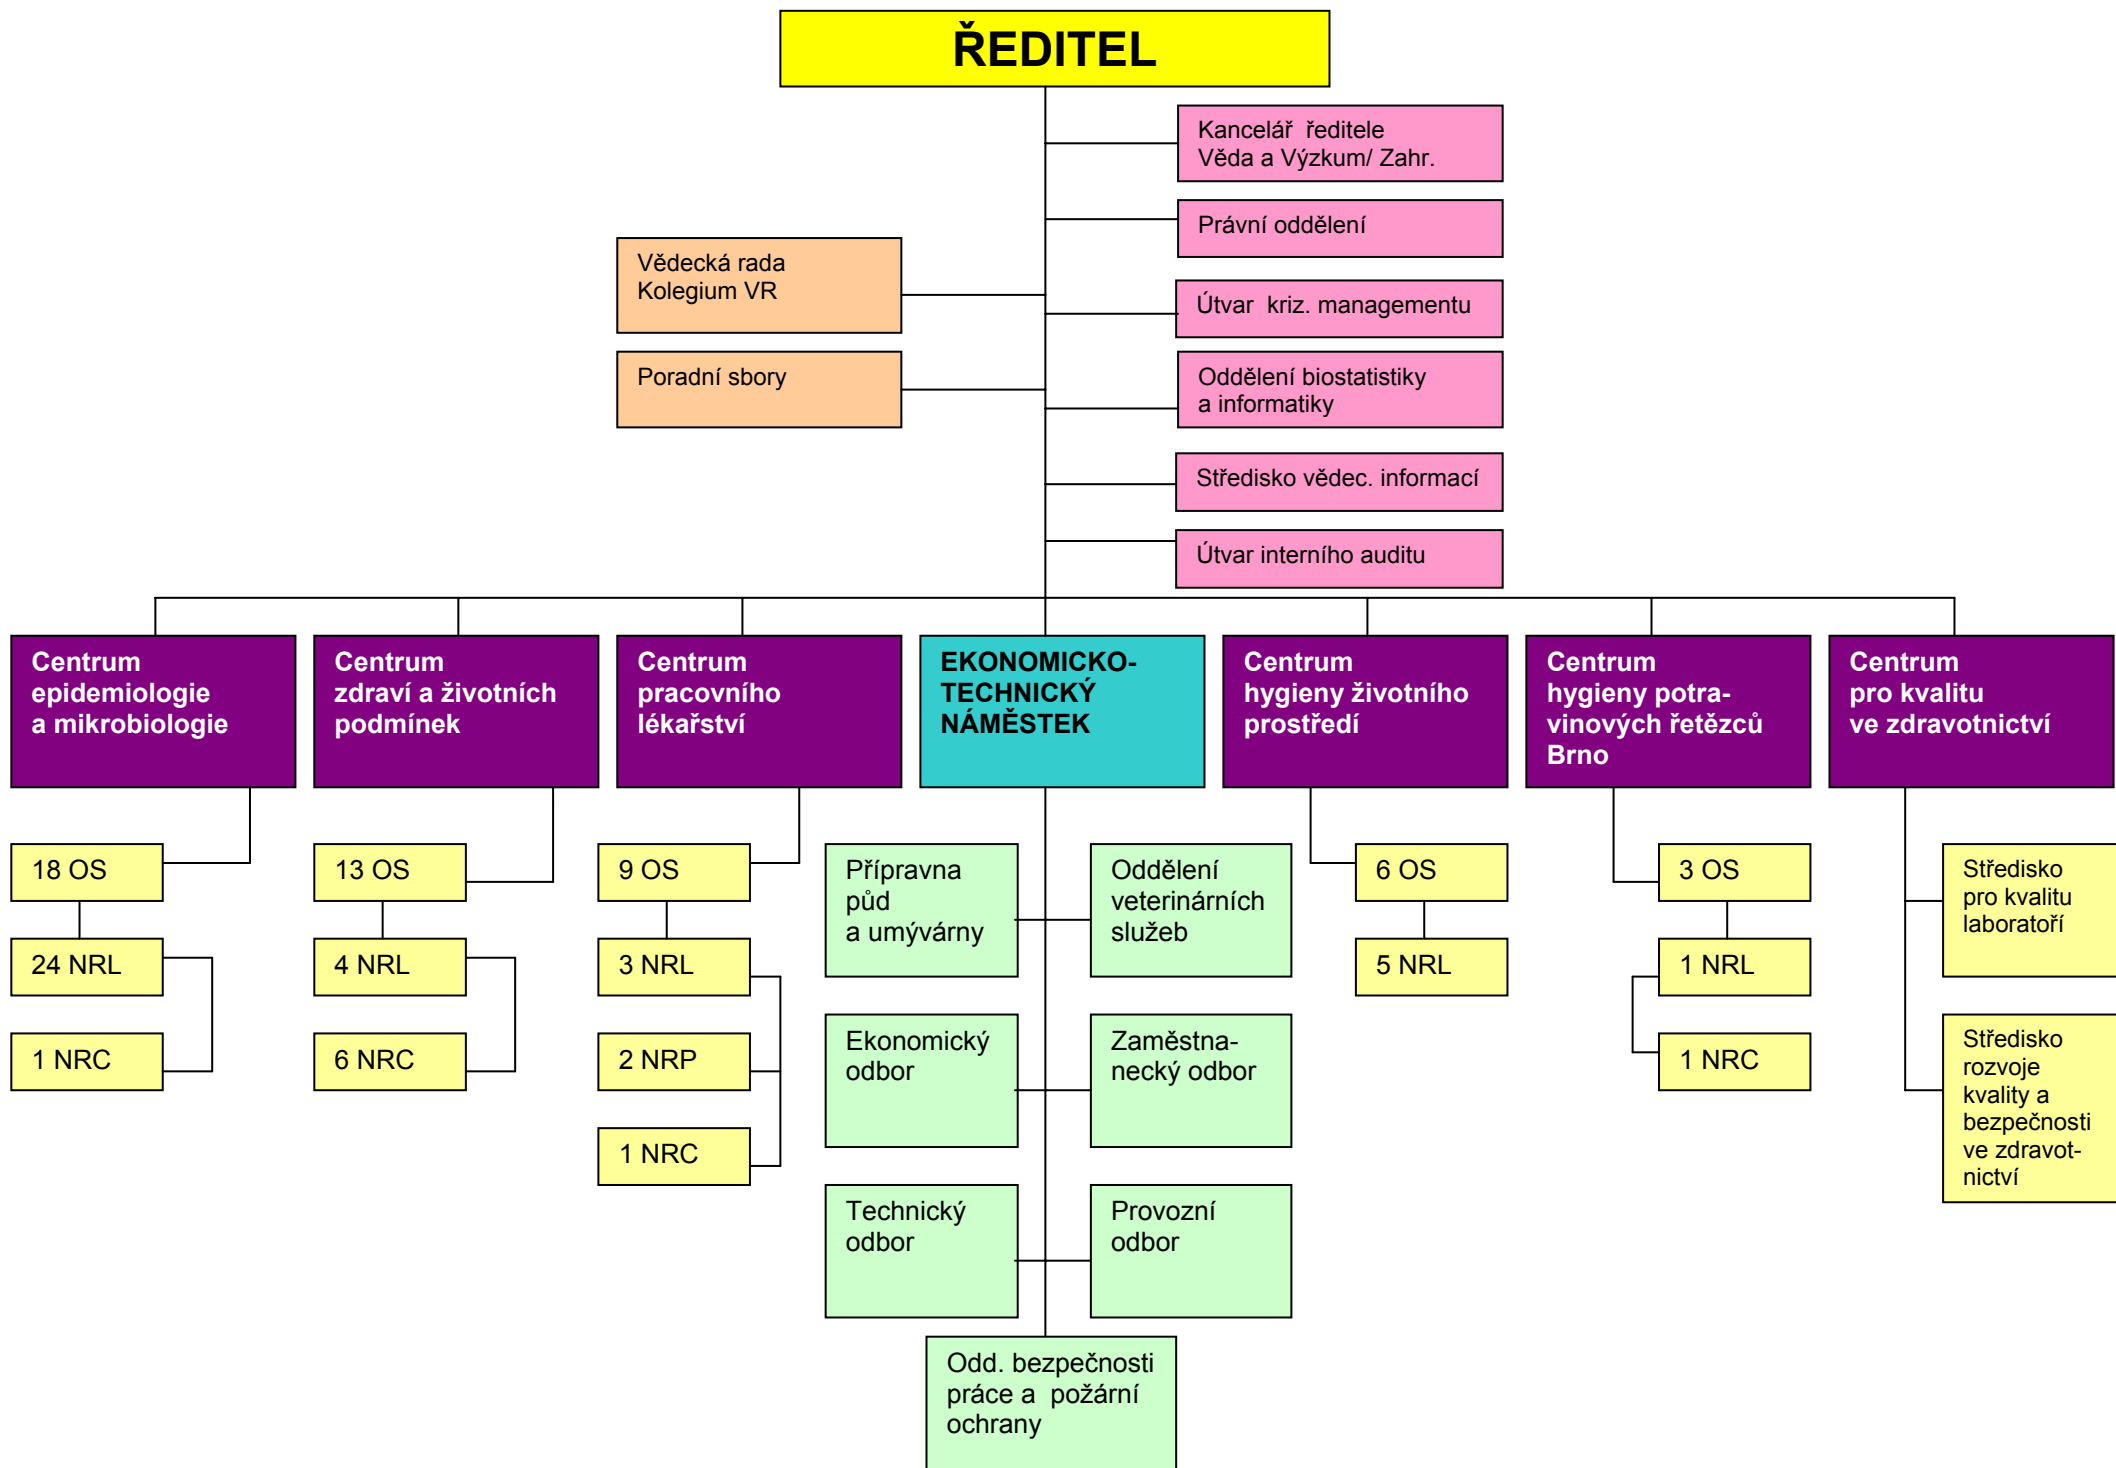 ŘEDITEL
Kancelář  ředitele
Věda a Výzkum/ Zahr.
Právní oddělení
Vědecká rada
Kolegium VR
Útvar  kriz. managementu
Poradní sbory
Oddělení biostatistiky
a informatiky
Středisko vědec. informací
Útvar interního auditu
Centrum
epidemiologie
a mikrobiologie
Centrum
zdraví a životních
podmínek
Centrum
pracovního
lékařství
EKONOMICKO-
TECHNICKÝ
NÁMĚSTEK
Centrum
hygieny životního
prostředí
Centrum
hygieny potra-
vinových řetězců
Brno
Centrum
pro kvalitu
ve zdravotnictví
18 OS
24 NRL
1 NRC
13 OS
4 NRL
6 NRC
9 OS
3 NRL
2 NRP
1 NRC
Přípravna
půd
a umývárny
Oddělení
veterinárních
služeb
Ekonomický
odbor
Zaměstna-
necký odbor
Technický
odbor
Provozní
odbor
Odd. bezpečnosti
práce a  požární
ochrany
6 OS
5 NRL
3 OS
1 NRL
1 NRC
Středisko
pro kvalitu
laboratoří
Středisko
rozvoje
kvality a
bezpečnosti
ve zdravot-
nictví